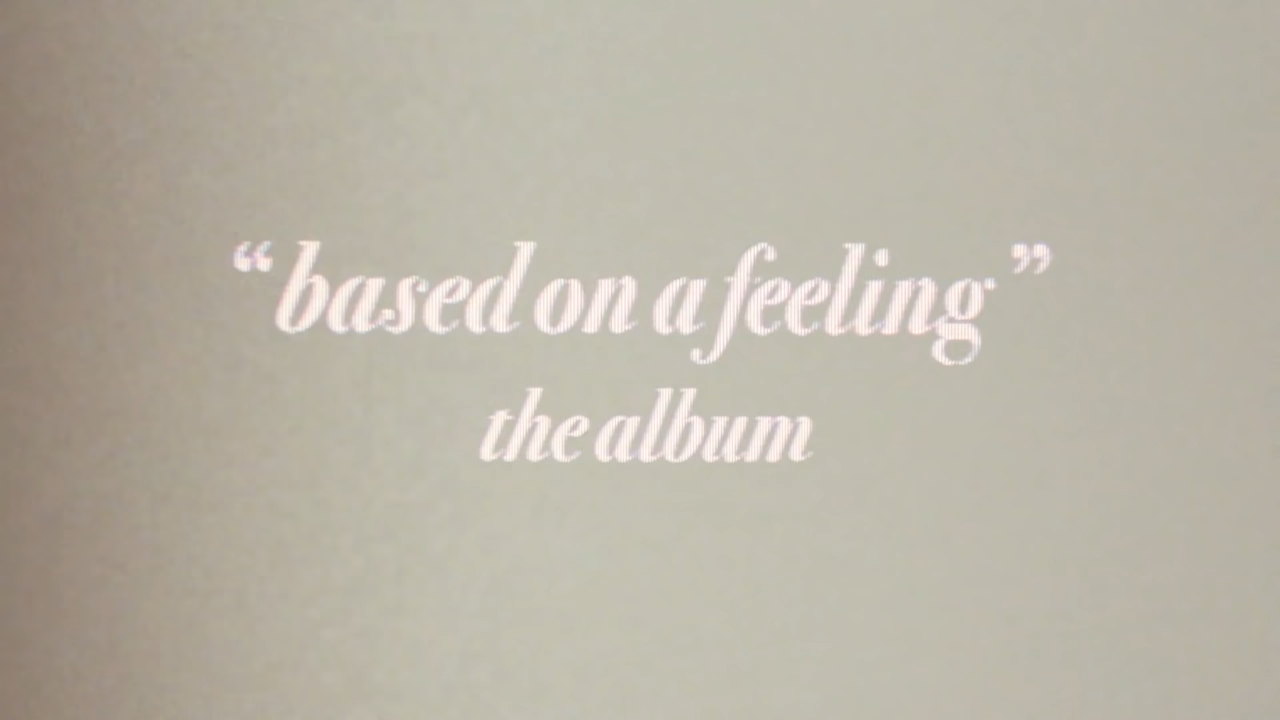 “based on a feeling”
the album